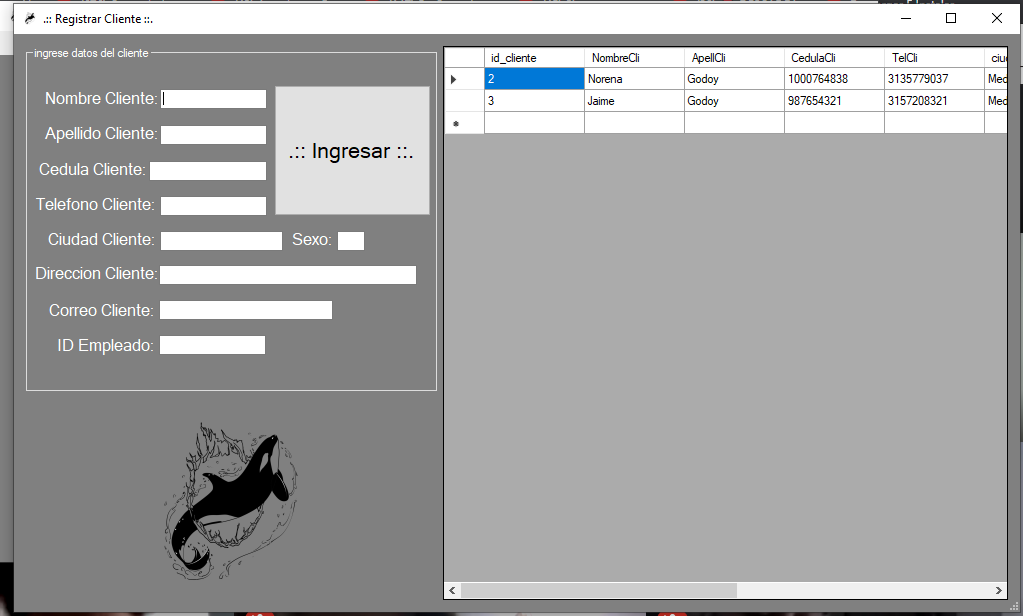 .:: Registrar Cliente ::.
ingrese datos del cliente
Nombre Cliente:
Apellido Cliente:
Cedula Cliente:
Telefono Cliente:
.:: Ingresar ::.
Ciudad Cliente: Sexo:
Direccion Cliente:
Correo Cliente:
ID Empleado:
id_cliente NombreCli ApellCli CedulaCli TelCli ciu
2 Norena Godoy 1000764838 3135779037 Med
3 Jaime Godoy 987654321 3157208321 Med